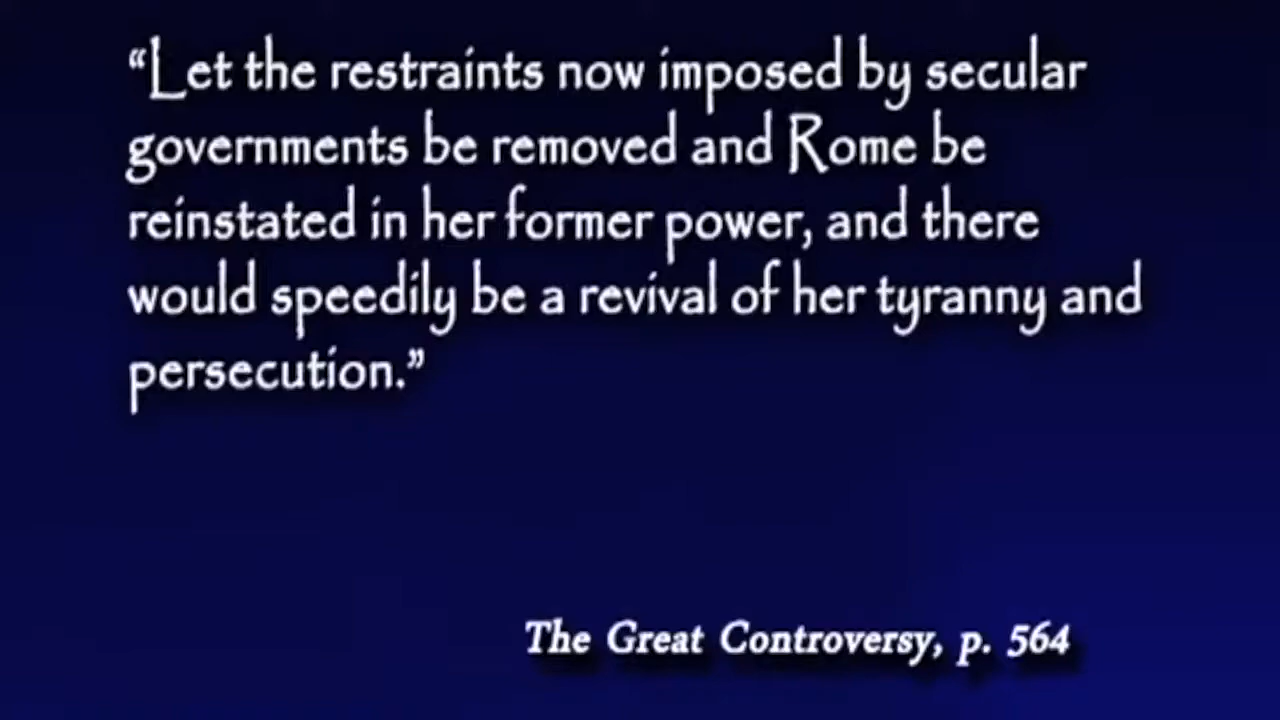 “Let the restraints now imposed by secular
governments be removed and Rome be
reinstated in her former power, and there
would speedily be a revival of her tyranny and
persecution.”
The Great Controversy, p. 564